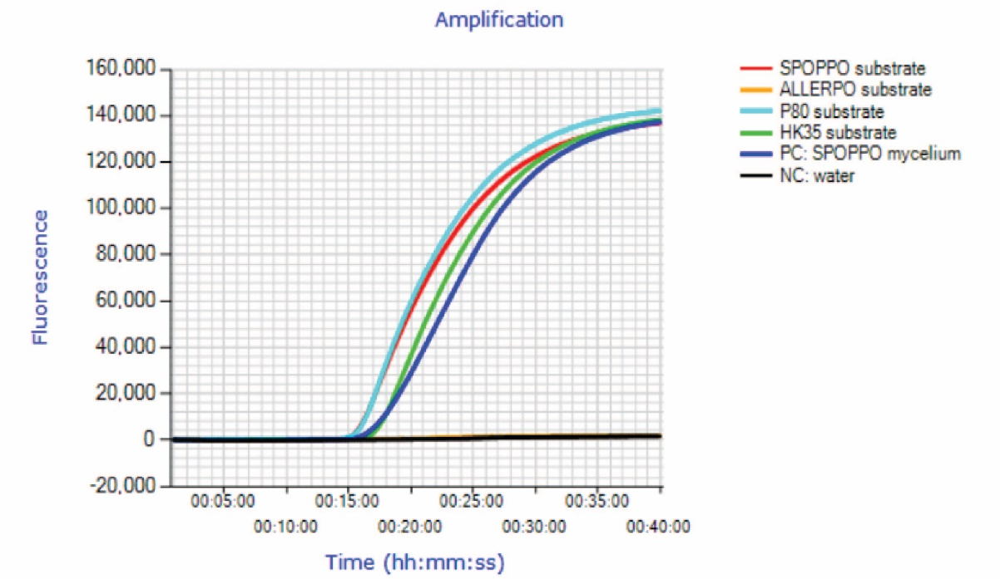 Amplification
160,000
140,000
120,000
100,000
80,000
60,000
40,000
20,000
0
-20,000
Fluorescence
00:05:00
00:15:00
00:25:00
00:35:00
00:10:00
00:20:00
00:30:00
00:40:00
Time (hh:mm:ss)
SPOPPO substrate
ALLERPO substrate
P80 substrate
HK35 substrate
PC: SPOPPO mycelium
NC: water